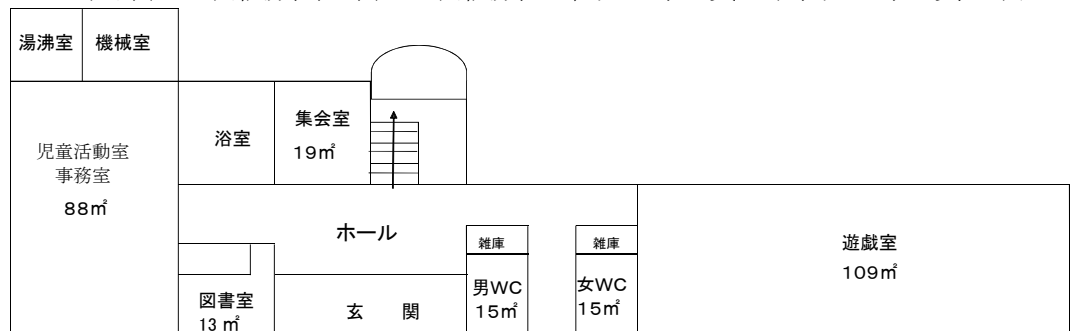 湯沸室
機械室
浴室
集会室
19㎡
児童活動室
事務室
88㎡
ホール
雑庫
雑庫
遊戯室
109㎡
図書室
13㎡
玄 関
男WC
15㎡
女WC
15㎡